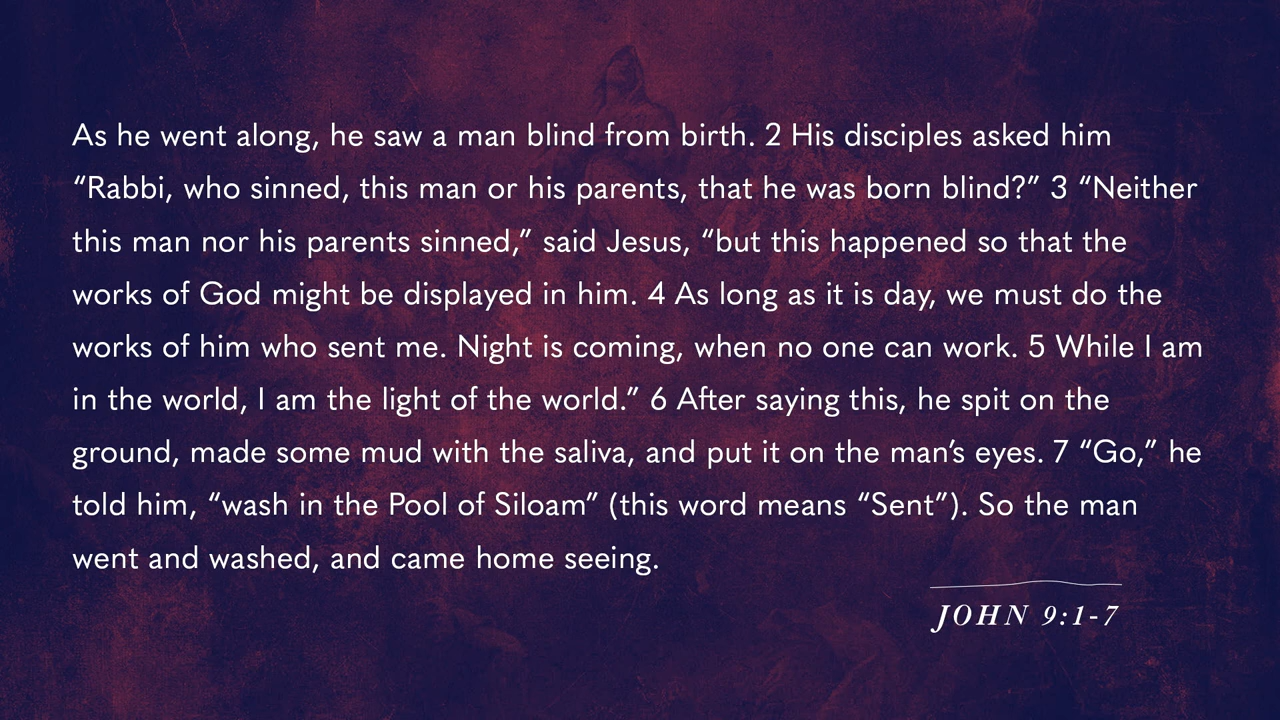 As he went along, he saw a man blind from birth. 2 His disciples asked him
“Rabbi, who sinned, this man or his parents, that he was born blind?” 3 “Neither
this man nor his parents sinned,” said Jesus, “but this happened so that the
works of God might be displayed in him. 4 As long as it is day, we must do the
works of him who sent me. Night is coming, when no one can work. 5 While I am
in the world, I am the light of the world.” 6 After saying this, he spit on the
ground, made some mud with the saliva, and put it on the man’s eyes. 7 “Go,” he
told him, “wash in the Pool of Siloam” (this word means “Sent”). So the man
went and washed, and came home seeing.
JOHN 9:1-7